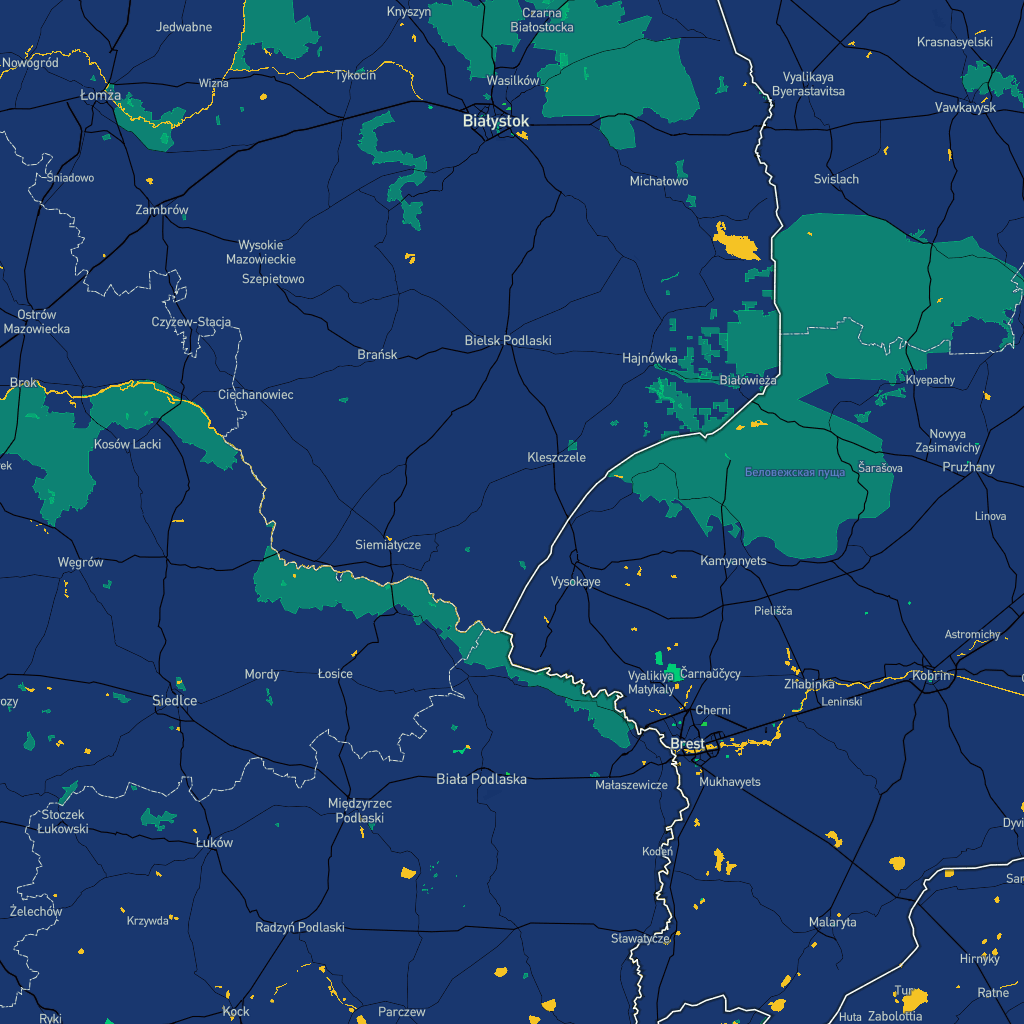 Knyszyn
Czarna
Białostocka
Jedwabne
Krasnasyelski
Nowogród
Wizna
Tykocin
Wasilków
Vyalikaya
Byerastavitsa
Łomża
Vawkavysk
Białystok
Śniadowo
Michałowo
Svislach
Zambrów
Wysokie
Mazowieckie
Szepietowo
Ostrów
Mazowiecka
Czyżew-Stacja
Bielsk Podlaski
Brańsk
Hajnówka
Brok
Białowieża
Klyepachy
Ciechanowiec
Kosów Lacki
Novyya
Zasimavichy
Kleszczele
Беловежская пуща
Šarašova
Pruzhany
Linova
Siemiatycze
Węgrów
Kamyanyets
Vysokaye
Pielišča
Astromichy
Mordy
Łosice
Vyalikiya
Matykaly
Čarnaŭčycy
Zhabinka
Kobrin
Siedlce
Leninski
Cherni
Brest
Biała Podlaska
Małaszewicze
Mukhavyets
Międzyrzec
Podlaski
Stoczek
Łukowski
Łuków
Kodeń
Żelechów
Krzywda
Radzyń Podlaski
Malaryta
Sławatycze
Hirnyky
Ratne
Kock
Parczew
Ryki
Huta
Zabolottia